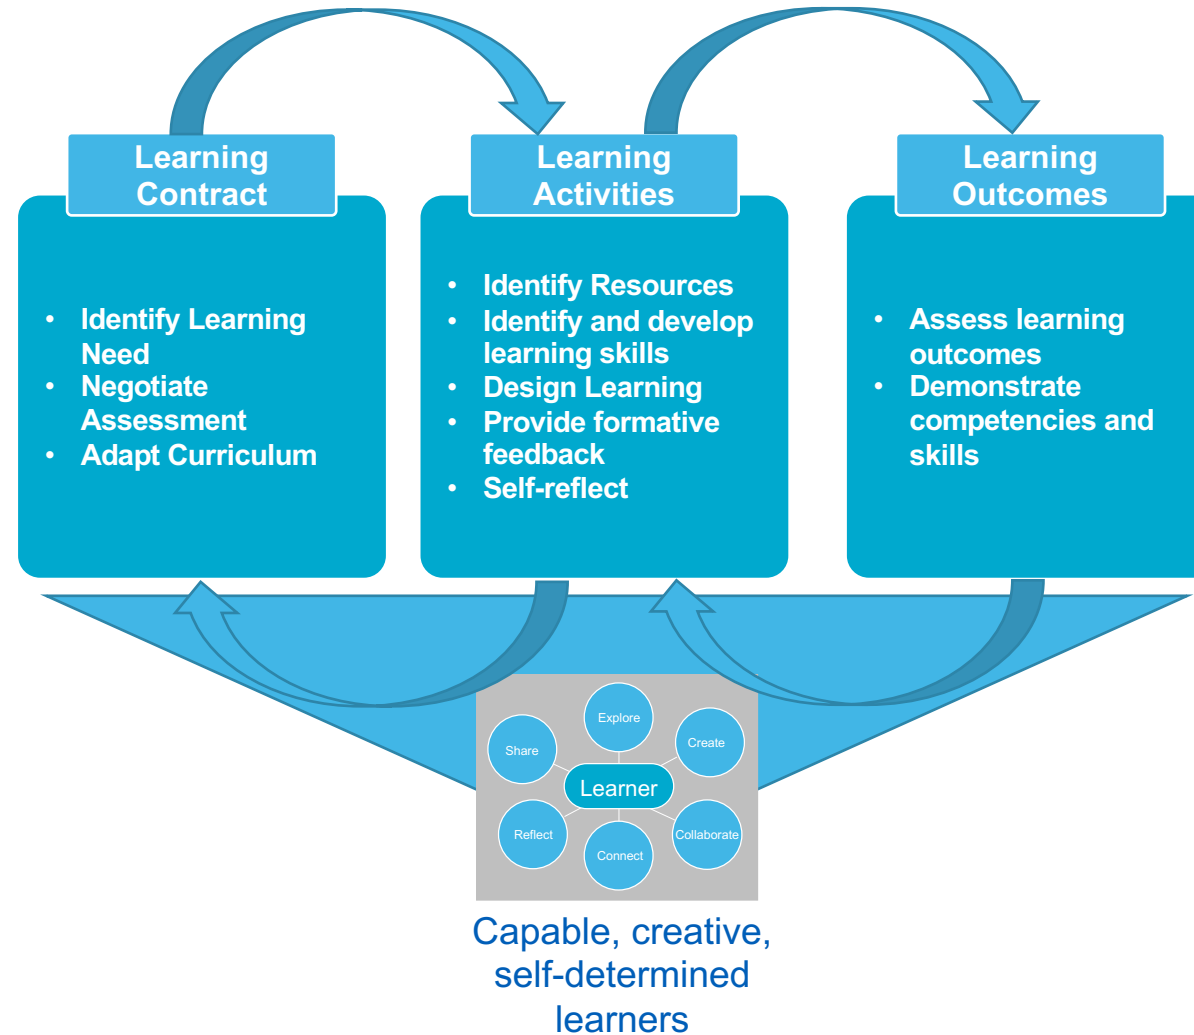 Learning
Contract
Learning
Activities
Learning
Outcomes
• Identify Learning
Need
• Negotiate
Assessment
• Adapt Curriculum
• Identify Resources
• Identify and develop
learning skills
• Design Learning
• Provide formative
feedback
• Self-reflect
• Assess learning
outcomes
• Demonstrate
competencies and
skills
Explore
Share
Create
Learner
Reflect
Collaborate
Connect
Capable, creative,
self-determined
learners